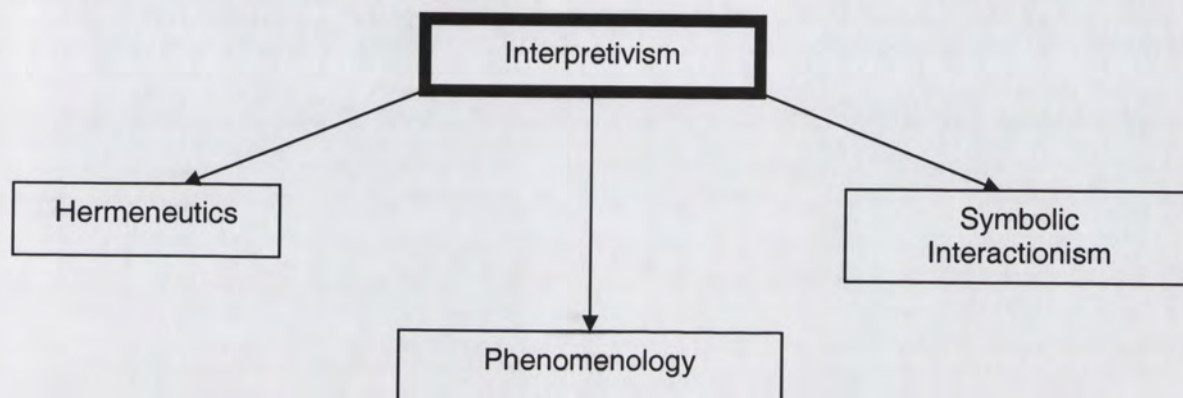 Interpretivism
Hermeneutics
Symbolic
Interactionism
Phenomenology